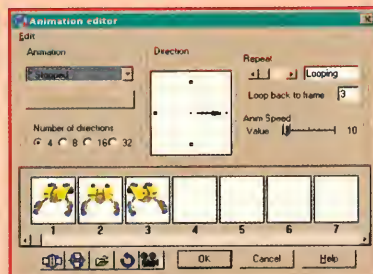 Animation editor
Edit
Animation
Stopped
Direction
Repeat
Looping
Loop back to frame 3
Anim Speed
Value 10
Number of directions
4 8 16 32
1 2 3 4 5 6 7
OK Cancel Help